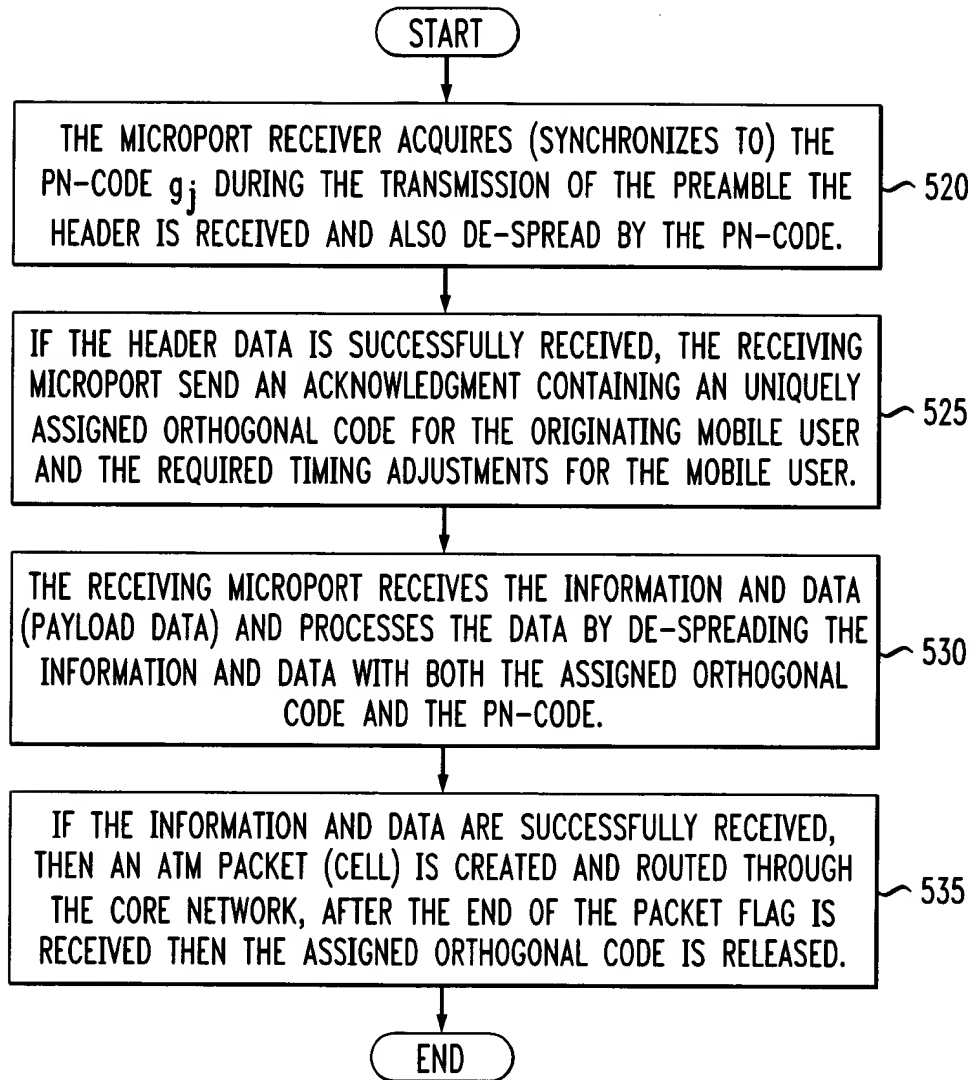 START
THE MICROPORT RECEIVER ACQUIRES (SYNCHRONIZES TO) THE
PN-CODE gj DURING THE TRANSMISSION OF THE PREAMBLE THE
HEADER IS RECEIVED AND ALSO DE-SPREAD BY THE PN-CODE.
520
IF THE HEADER DATA IS SUCCESSFULLY RECEIVED, THE RECEIVING
MICROPORT SEND AN ACKNOWLEDGMENT CONTAINING AN UNIQUELY
ASSIGNED ORTHOGONAL CODE FOR THE ORIGINATING MOBILE USER
AND THE REQUIRED TIMING ADJUSTMENTS FOR THE MOBILE USER.
525
THE RECEIVING MICROPORT RECEIVES THE INFORMATION AND DATA
(PAYLOAD DATA) AND PROCESSES THE DATA BY DE-SPREADING THE
INFORMATION AND DATA WITH BOTH THE ASSIGNED ORTHOGONAL
CODE AND THE PN-CODE.
530
IF THE INFORMATION AND DATA ARE SUCCESSFULLY RECEIVED,
THEN AN ATM PACKET (CELL) IS CREATED AND ROUTED THROUGH
THE CORE NETWORK, AFTER THE END OF THE PACKET FLAG IS
RECEIVED THEN THE ASSIGNED ORTHOGONAL CODE IS RELEASED.
535
END